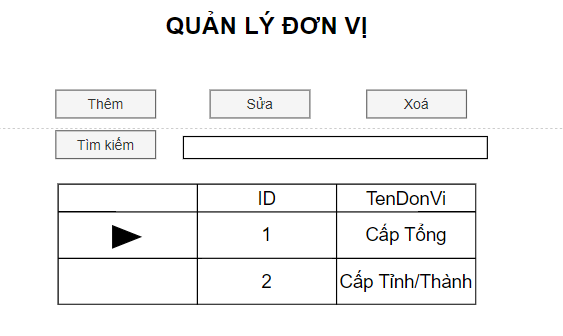 QUẢN LÝ ĐƠN VỊ
Thêm Sửa Xoá
Tìm kiếm
ID TenDonVi
1 Cấp Tổng
2 Cấp Tỉnh/Thành